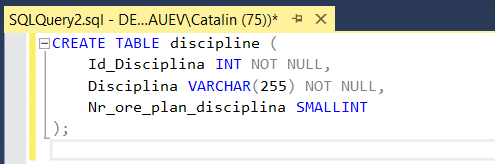 SQLQuery2.sql - DE...AUEV\Catalin (75))*
CREATE TABLE discipline (
Id_Disciplina INT NOT NULL,
Disciplina VARCHAR(255) NOT NULL,
Nr_ore_plan_disciplina SMALLINT
);